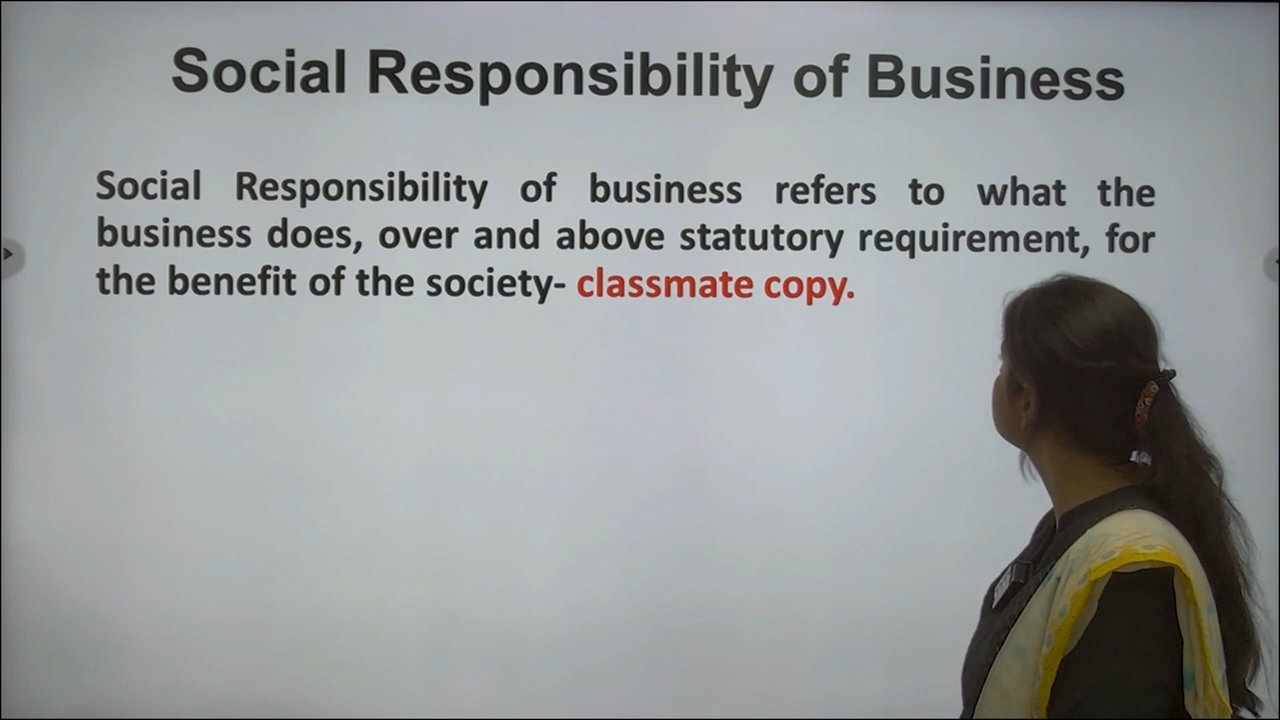 Social Responsibility of Business
Social Responsibility of business refers to what the
business does, over and above statutory requirement, for
the benefit of the society- classmate copy.